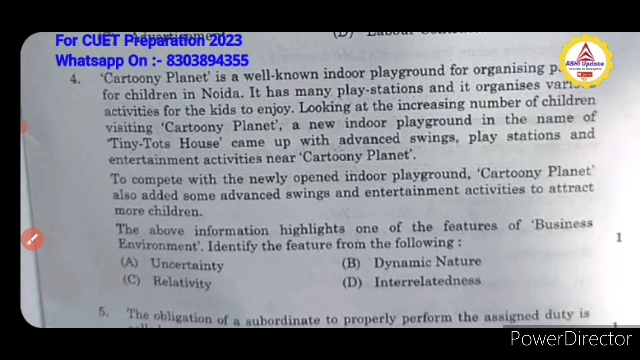 For CUET Preparation 2023
(D) Labour
Whatsapp On :- 8303894355
ABHI Update
4. 'Cartoony Planet' is a well-known indoor playground for organising
for children in Noida. It has many play-stations and it organises
activities for the kids to enjoy. Looking at the increasing number of children
visiting 'Cartoony Planet', a new indoor playground in the name of
'Tiny-Tots House' came up with advanced swings, play stations and
entertainment activities near 'Cartoony Planet'.
To compete with the newly opened indoor playground, 'Cartoony Planet'
also added some advanced swings and entertainment activities to attract
more children.
The above information highlights one of the features of 'Business
Environment'. Identify the feature from the following : 1
(A) Uncertainty (B) Dynamic Nature
(C) Relativity (D) Interrelatedness
5. The obligation of a subordinate to properly perform the assigned duty is
PowerDirector